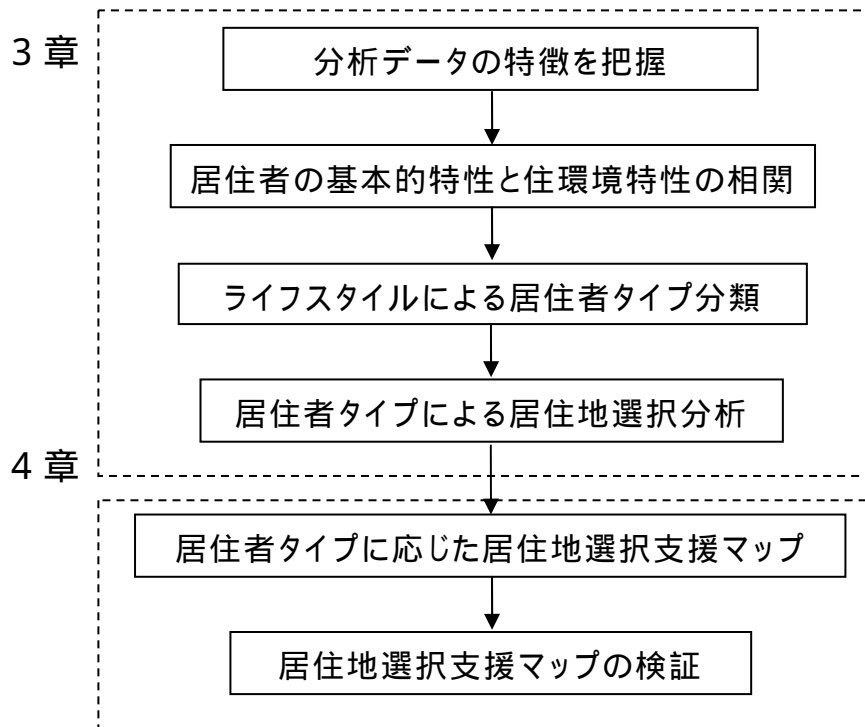 3章
分析データの特徴を把握
居住者の基本的特性と住環境特性の相関
ライフスタイルによる居住者タイプ分類
居住者タイプによる居住地選択分析
4章
居住者タイプに応じた居住地選択支援マップ
居住地選択支援マップの検証